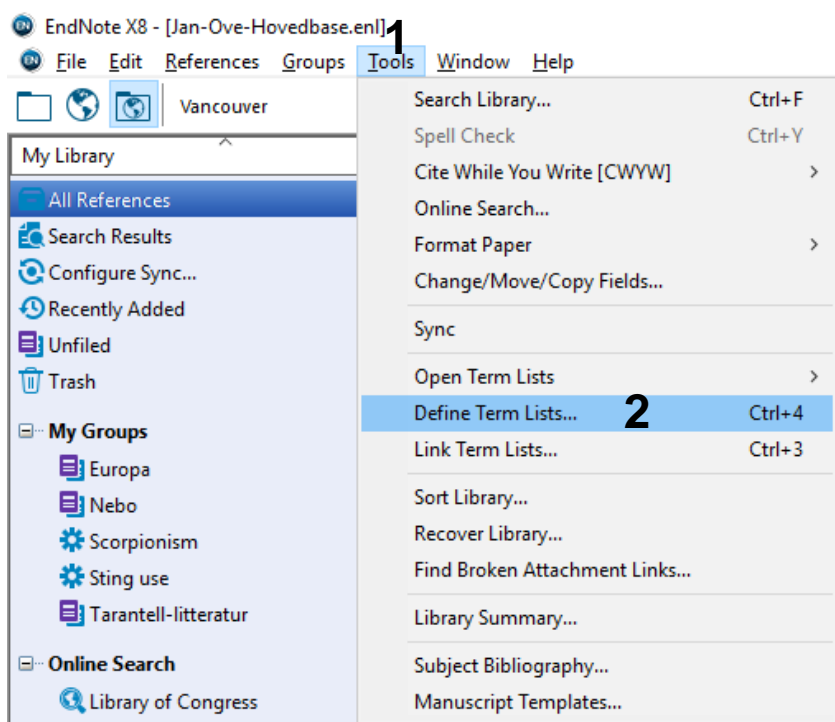 EndNote X8 - [Jan-Ove-Hovedbase.enl]
1
File Edit References Groups Tools Window Help
Vancouver
My Library
All References
Search Results
Configure Sync...
Recently Added
Unfiled
Trash
My Groups
Europa
Nebo
Scorpionism
Sting use
Tarantell-litteratur
Online Search
Library of Congress
Search Library... Ctrl+F
Spell Check Ctrl+Y
Cite While You Write [CWYW]
Online Search...
Format Paper
Change/Move/Copy Fields...
Sync
Open Term Lists
Define Term Lists... 2 Ctrl+4
Link Term Lists... Ctrl+3
Sort Library...
Recover Library...
Find Broken Attachment Links...
Library Summary...
Subject Bibliography...
Manuscript Templates...